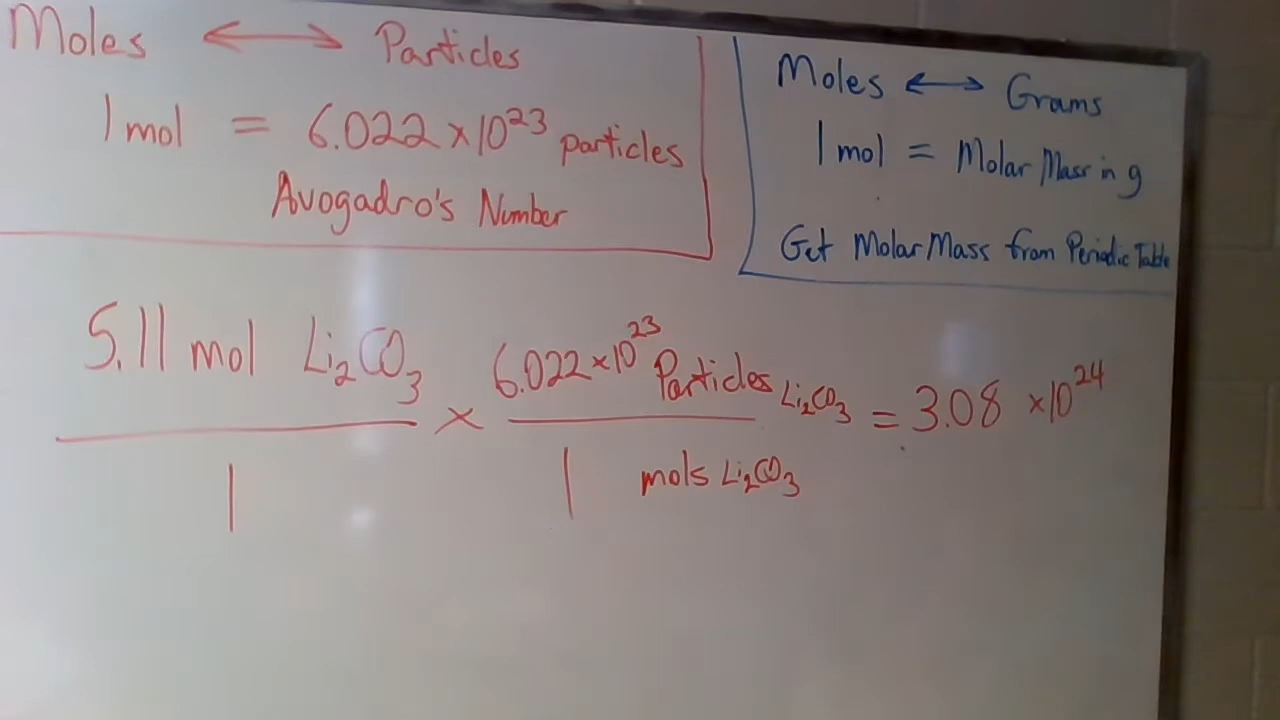 Moles ↔ Particles
1 mol = 6.022 × 10²³ particles
Avogadro's Number
Moles ↔ Grams
1 mol = Molar Mass in g
Get Molar Mass from Periodic Table
5.11 mol Li₂CO₃ × 6.022 × 10²³ Particles Li₂CO₃ = 3.08 × 10²⁴
1 1 mols Li₂CO₃